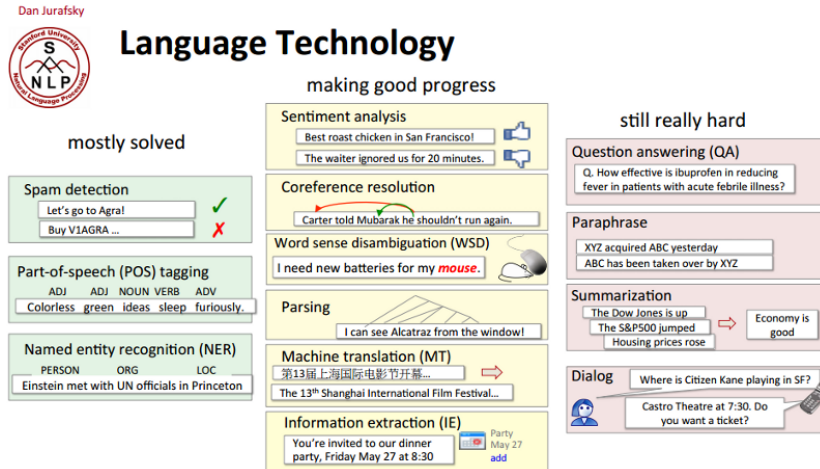 Dan Jurafsky
Stanford University
S
NLP
Natural Language Processing
Language Technology
mostly solved
Spam detection
Let's go to Agra!
✓
Buy V1AGRA ...
✗
Part-of-speech (POS) tagging
ADJ ADJ NOUN VERB ADV
Colorless green ideas sleep furiously.
Named entity recognition (NER)
PERSON ORG LOC
Einstein met with UN officials in Princeton
making good progress
Sentiment analysis
Best roast chicken in San Francisco!
The waiter ignored us for 20 minutes.
Coreference resolution
Carter told Mubarak he shouldn't run again.
Word sense disambiguation (WSD)
I need new batteries for my mouse.
Parsing
I can see Alcatraz from the window!
Machine translation (MT)
第13届上海国际电影节开幕...
The 13th Shanghai International Film Festival...
Information extraction (IE)
You're invited to our dinner
party, Friday May 27 at 8:30
Party
May 27
add
still really hard
Question answering (QA)
Q. How effective is ibuprofen in reducing
fever in patients with acute febrile illness?
Paraphrase
XYZ acquired ABC yesterday
ABC has been taken over by XYZ
Summarization
The Dow Jones is up
The S&P500 jumped
Housing prices rose
Economy is
good
Dialog
Where is Citizen Kane playing in SF?
Castro Theatre at 7:30. Do
you want a ticket?